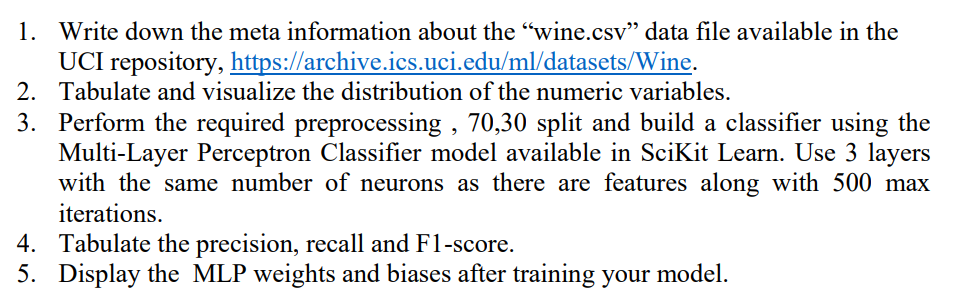 1. Write down the meta information about the “wine.csv” data file available in the
UCI repository, https://archive.ics.uci.edu/ml/datasets/Wine.
2. Tabulate and visualize the distribution of the numeric variables.
3. Perform the required preprocessing , 70,30 split and build a classifier using the
Multi-Layer Perceptron Classifier model available in SciKit Learn. Use 3 layers
with the same number of neurons as there are features along with 500 max
iterations.
4. Tabulate the precision, recall and F1-score.
5. Display the  MLP weights and biases after training your model.